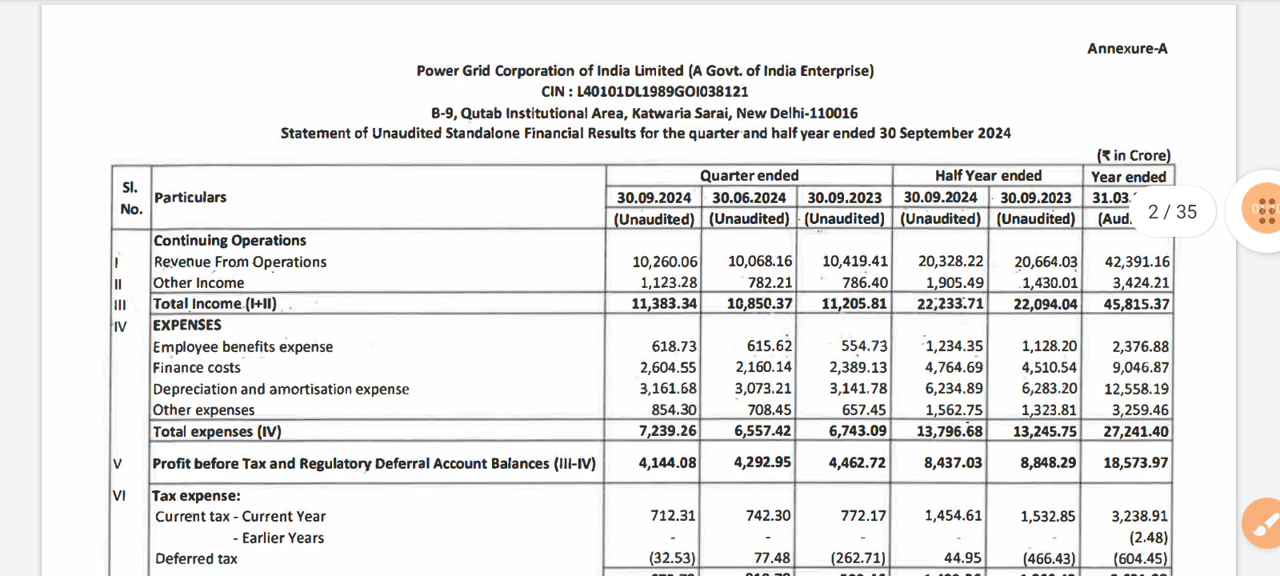 Annexure-A
Power Grid Corporation of India Limited (A Govt. of India Enterprise)
CIN : L40101DL1989GOI038121
B-9, Qutab Institutional Area, Katwaria Sarai, New Delhi-110016
Statement of Unaudited Standalone Financial Results for the quarter and half year ended 30 September 2024
(₹ in Crore)
Sl. No. Particulars Quarter ended Half Year ended Year ended
30.09.2024 30.06.2024 30.09.2023 30.09.2024 30.09.2023 31.03.
(Unaudited) (Unaudited) (Unaudited) (Unaudited) (Unaudited)
2 / 35
Continuing Operations
I Revenue From Operations 10,260.06 10,068.16 10,419.41 20,328.22 20,664.03 42,391.16
II Other Income 1,123.28 782.21 786.40 1,905.49 1,430.01 3,424.21
III Total Income (I+II) 11,383.34 10,850.37 11,205.81 22,233.71 22,094.04 45,815.37
IV EXPENSES
Employee benefits expense 618.73 615.62 554.73 1,234.35 1,128.20 2,376.88
Finance costs 2,604.55 2,160.14 2,389.13 4,764.69 4,510.54 9,046.87
Depreciation and amortisation expense 3,161.68 3,073.21 3,141.78 6,234.89 6,283.20 12,558.19
Other expenses 854.30 708.45 657.45 1,562.75 1,323.81 3,259.46
Total expenses (IV) 7,239.26 6,557.42 6,743.09 13,796.68 13,245.75 27,241.40
V Profit before Tax and Regulatory Deferral Account Balances (III-IV) 4,144.08 4,292.95 4,462.72 8,437.03 8,848.29 18,573.97
VI Tax expense:
Current tax - Current Year 712.31 742.30 772.17 1,454.61 1,532.85 3,238.91
- Earlier Years - - - - - (2.48)
Deferred tax (32.53) 77.48 (262.71) 44.95 (466.43) (604.45)